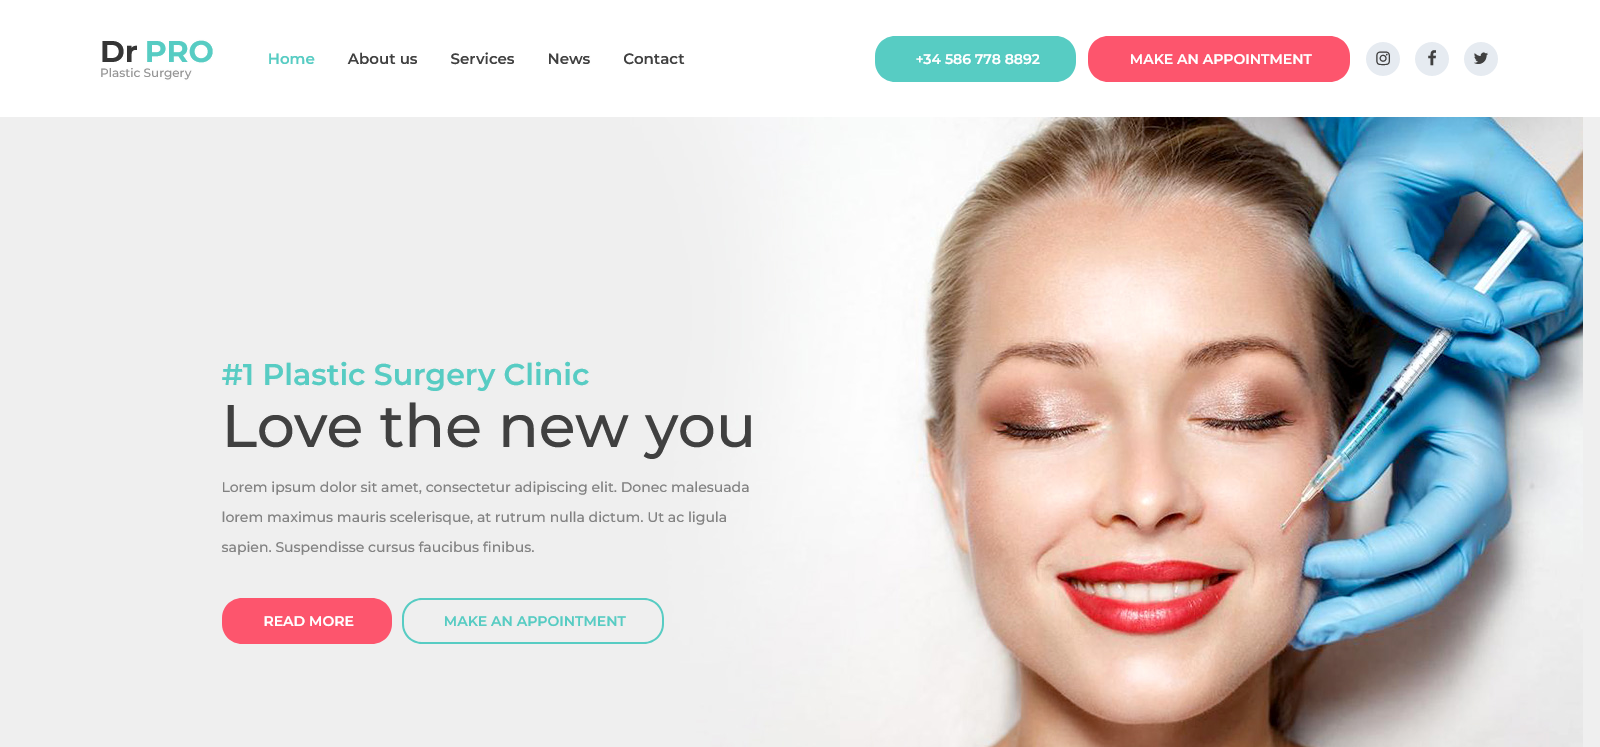 Dr PRO
Plastic Surgery
Home About us Services News Contact
+34 586 778 8892
MAKE AN APPOINTMENT
#1 Plastic Surgery Clinic
Love the new you
Lorem ipsum dolor sit amet, consectetur adipiscing elit. Donec malesuada
lorem maximus mauris scelerisque, at rutrum nulla dictum. Ut ac ligula
sapien. Suspendisse cursus faucibus finibus.
READ MORE
MAKE AN APPOINTMENT